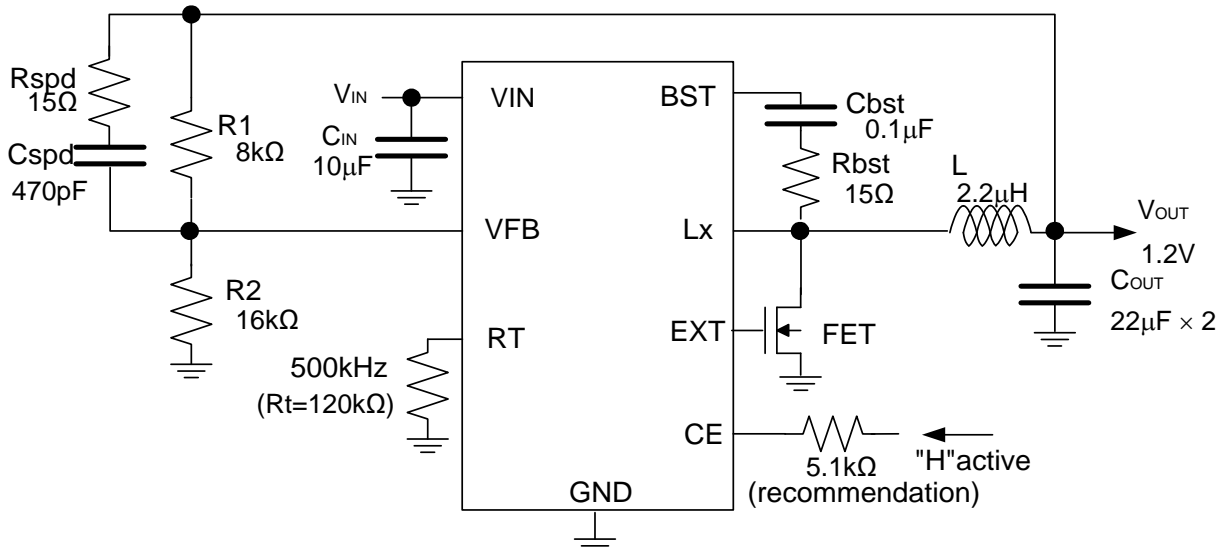 Rspd
15Ω
Cspd
470pF
R1
8kΩ
R2
16kΩ
VIN
CIN
10μF
500kHz
(Rt=120kΩ)
VIN
VFB
RT
GND
BST
Lx
EXT
CE
Cbst
0.1μF
Rbst
15Ω
L
2.2μH
VOUT
1.2V
COUT
22μF × 2
FET
5.1kΩ
(recommendation)
"H"active